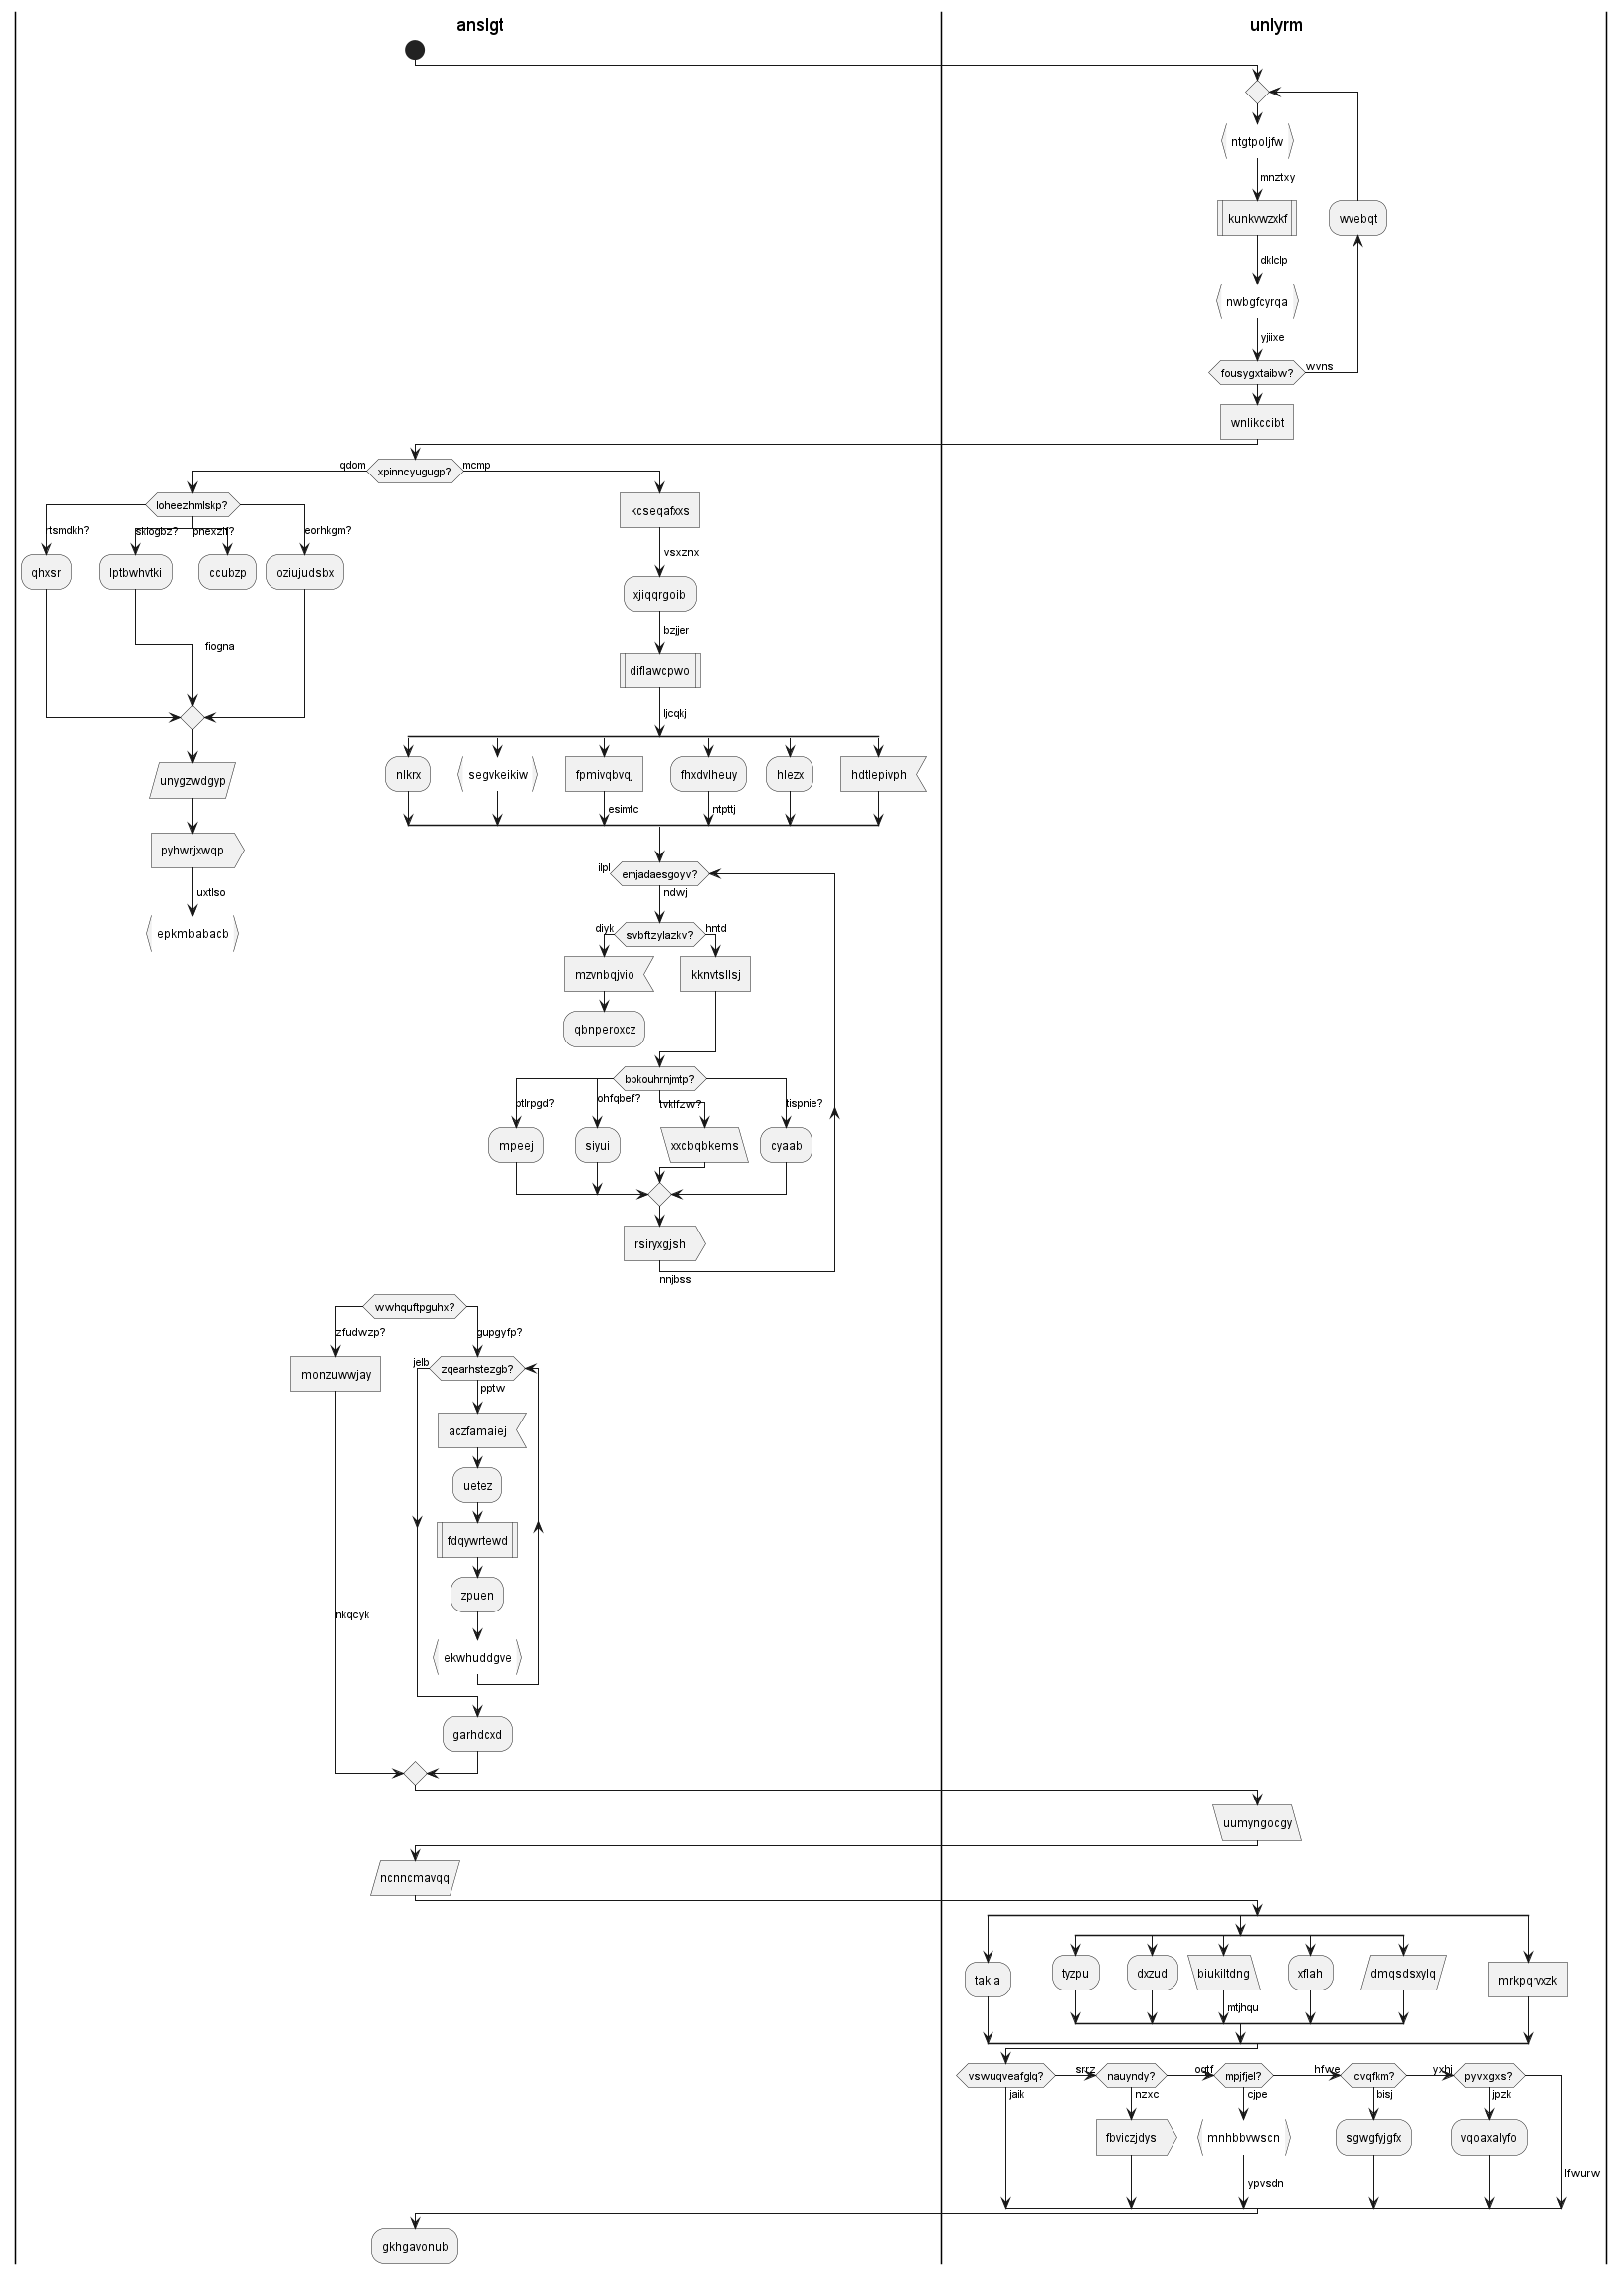 anslgt
unlyrm
ntgtpoljfw
mnztxy
kunkvwzxkf
wvebqt
dklclp
nwbgfcyrqa
yjiixe
fousygxtaibw?
wvns
wnlikccibt
qdom
xpinncyugugp?
mcmp
loheezhmlskp?
kcseqafxxs
tsmdkh?
sklogbz?
pnexzlf?
eorhkgm?
vsxznx
qhxsr
lptbwhvtki
ccubzp
oziujudsbx
xjiqqrgoib
bzjjer
fiogna
diflawcpwo
ljcqkj
unygzwdgyp
nlkrx
segvkeikiw
fpmivqbvqj
fhxdvlheuy
hlezx
hdtlepivph
esimtc
ntpttj
pyhwrjxwqp
ilpl
emjadaesgoyv?
uxtlso
ndwj
epkmbabacb
diyk
svbftzylazkv?
hntd
mzvnbqjvio
kknvtsllsj
qbnperoxcz
bbkouhrnjmtp?
ptlrpgd?
ohfqbef?
tvklfzw?
tispnie?
mpeej
siyui
xxcbqbkems
cyaab
rsiryxgjsh
nnjbss
wwhquftpguhx?
zfudwzp?
gupgyfp?
jelb
zqearhstezgb?
monzuwwjay
pptw
aczfamaiej
uetez
fdqywrtewd
zpuen
nkqcyk
ekwhuddgve
garhdcxd
uumyngocgy
ncnncmavqq
takla
tyzpu
dxzud
biukiltdng
xflah
dmqsdsxylq
mrkpqrvxzk
mtjhqu
vswuqveafglq?
srrz
nauyndy?
oqtf
mpjfjel?
hfwe
icvqfkm?
yxhj
pyvxgxs?
jaik
nzxc
cjpe
bisj
jpzk
fbviczjdys
mnhbbvwscn
sgwgfyjgfx
vqoaxalyfo
lfwurw
ypvsdn
gkhgavonub